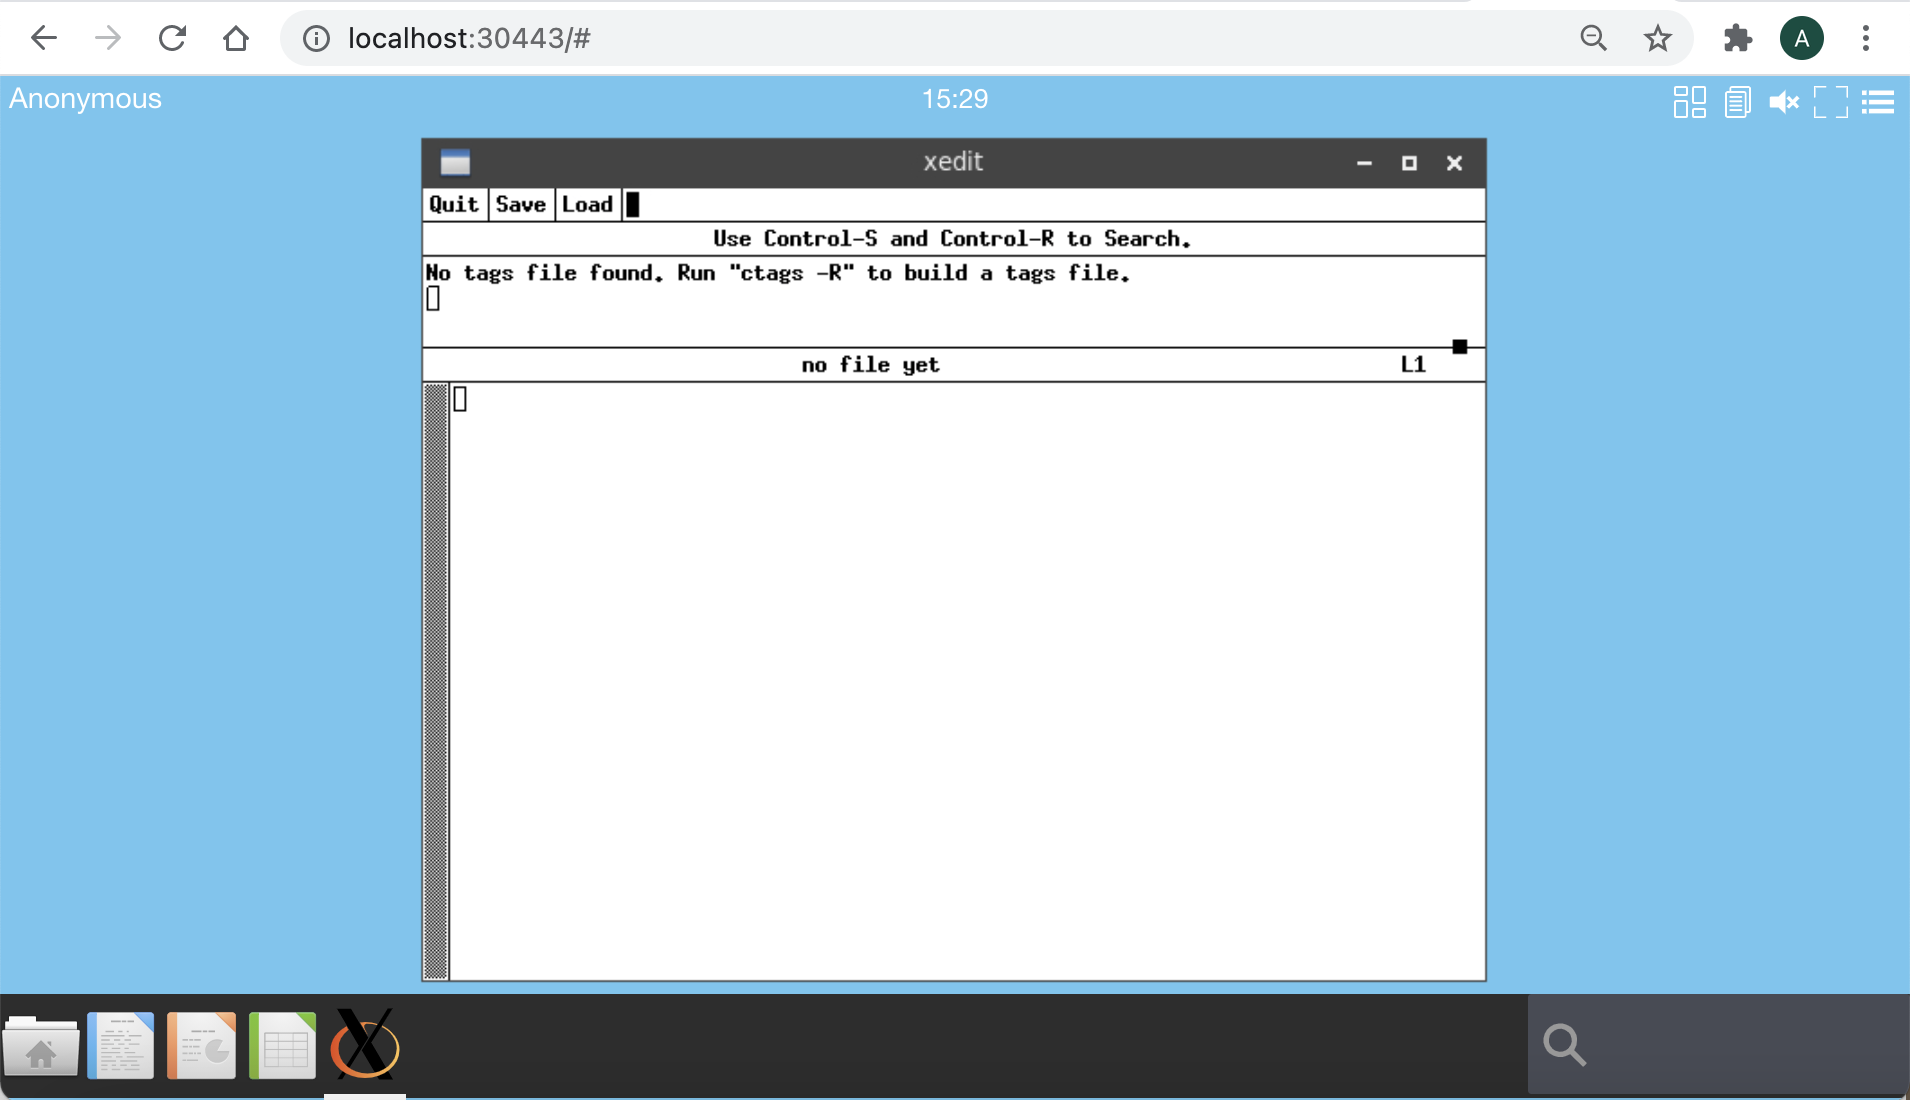 localhost:30443/#
A
Anonymous
15:29
xedit
Quit Save Load
Use Control-S and Control-R to Search.
No tags file found. Run "ctags -R" to build a tags file.
no file yet L1